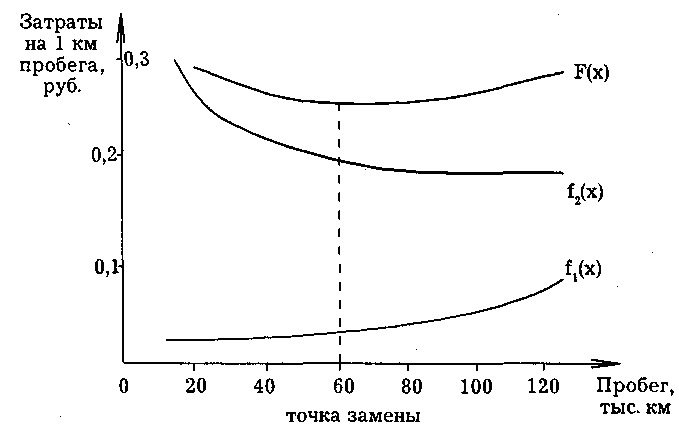 Затраты
на 1 км
пробега,
руб.
0,3
F(x)
0,2
f₂(x)
0,1
f₁(x)
0 20 40 60 80 100 120 Пробег,
тыс. км
точка замены